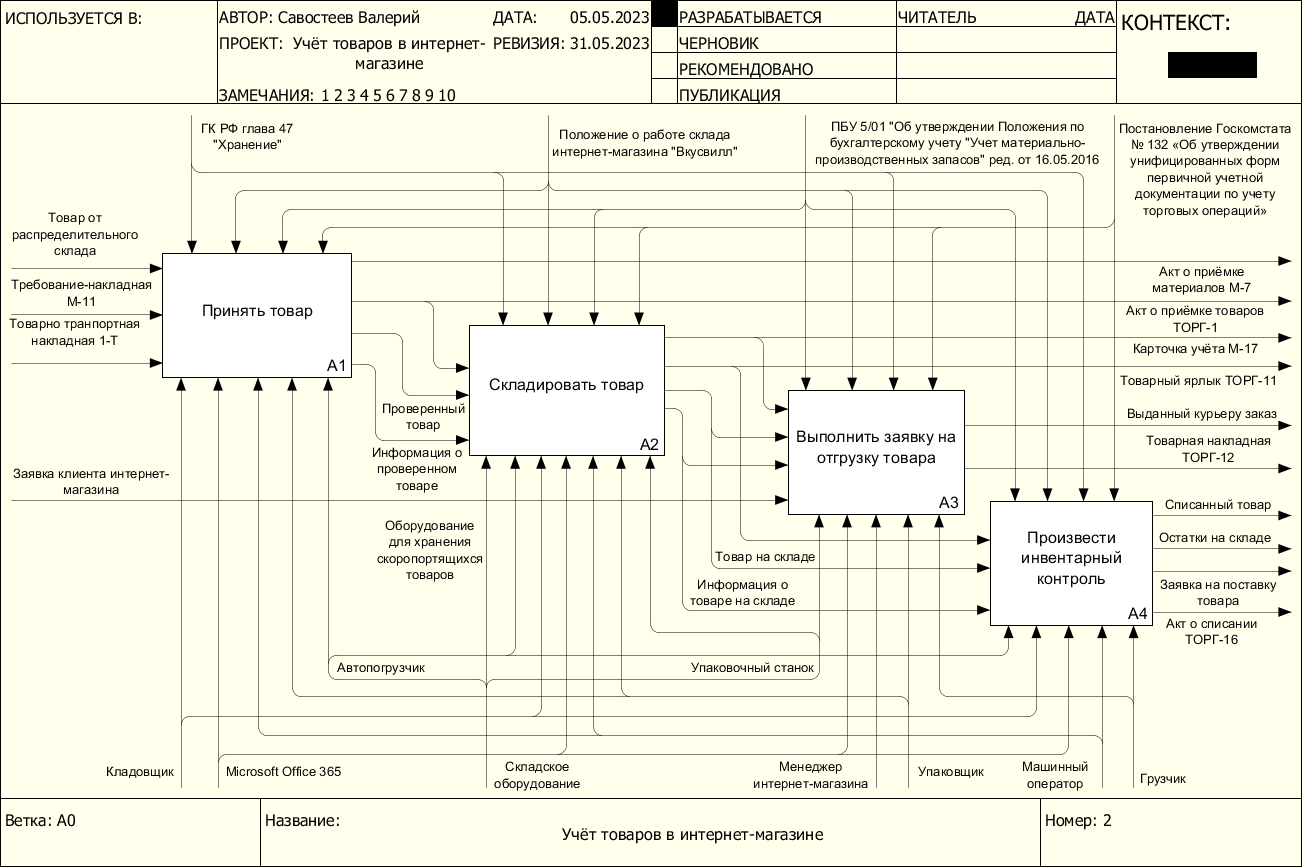 ИСПОЛЬЗУЕТСЯ В:
АВТОР: Савостеев Валерий
ДАТА: 05.05.2023
ПРОЕКТ: Учёт товаров в интернет-
магазине
РЕВИЗИЯ: 31.05.2023
ЗАМЕЧАНИЯ: 1 2 3 4 5 6 7 8 9 10
РАЗРАБАТЫВАЕТСЯ
ЧЕРНОВИК
РЕКОМЕНДОВАНО
ПУБЛИКАЦИЯ
ЧИТАТЕЛЬ
ДАТА
КОНТЕКСТ:
ГК РФ глава 47
"Хранение"
Положение о работе склада
интернет-магазина "Вкусвилл"
ПБУ 5/01 "Об утверждении Положения по
бухгалтерскому учету "Учет материально-
производственных запасов" ред. от 16.05.2016
Постановление Госкомстата
№ 132 «Об утверждении
унифицированных форм
первичной учетной
документации по учету
торговых операций»
Товар от
распределительного
склада
Требование-накладная
М-11
Товарно транпортная
накладная 1-Т
Принять товар
А1
Складировать товар
А2
Выполнить заявку на
отгрузку товара
А3
Произвести
инвентарный
контроль
А4
Акт о приёмке
материалов М-7
Акт о приёмке товаров
ТОРГ-1
Карточка учёта М-17
Товарный ярлык ТОРГ-11
Выданный курьеру заказ
Товарная накладная
ТОРГ-12
Списанный товар
Остатки на складе
Заявка на поставку
товара
Акт о списании
ТОРГ-16
Проверенный
товар
Информация о
проверенном
товаре
Заявка клиента интернет-
магазина
Оборудование
для хранения
скоропортящихся
товаров
Товар на складе
Информация о
товаре на складе
Автопогрузчик
Упаковочный станок
Кладовщик
Microsoft Office 365
Складское
оборудование
Менеджер
интернет-магазина
Упаковщик
Машинный
оператор
Грузчик
Ветка: А0
Название:
Учёт товаров в интернет-магазине
Номер: 2